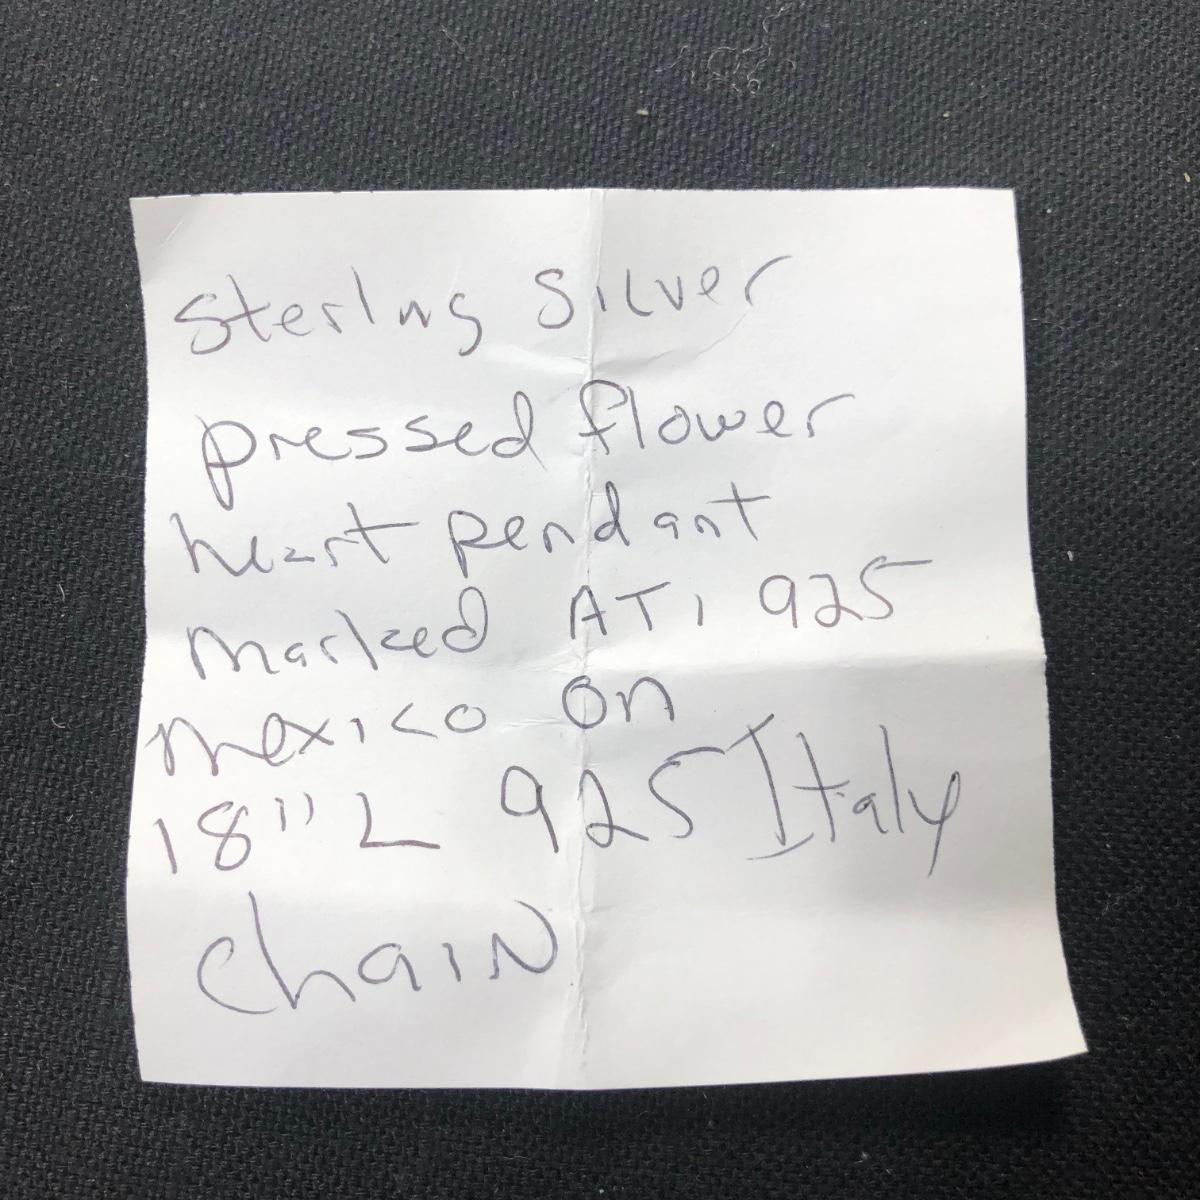 Sterling Silver
pressed flower
heart pendant
marked ATI 925
mexico on
18" L 925 Italy
chain